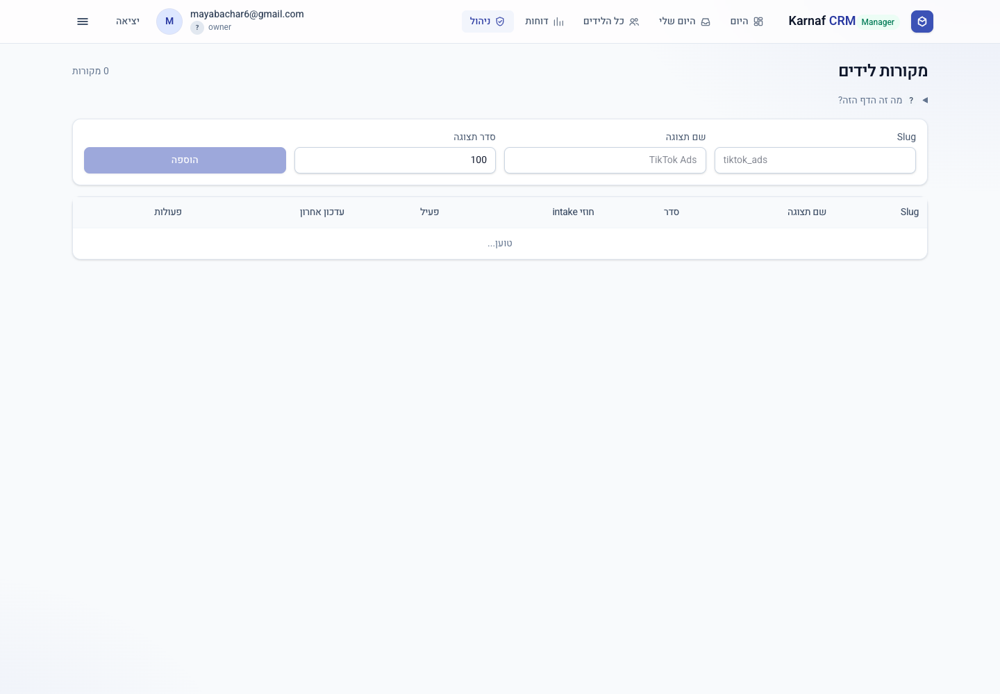 Karnaf CRM Manager
היום
היום שלי
כל הלידים
דוחות
ניהול
mayabachar6@gmail.com
? owner
M
יציאה
מקורות לידים
0 מקורות
? מה זה הדף הזה?
Slug
שם תצוגה
סדר תצוגה
tiktok_ads
TikTok Ads
100
הוספה
Slug שם תצוגה סדר חוזי intake פעיל עדכון אחרון פעולות
טוען...